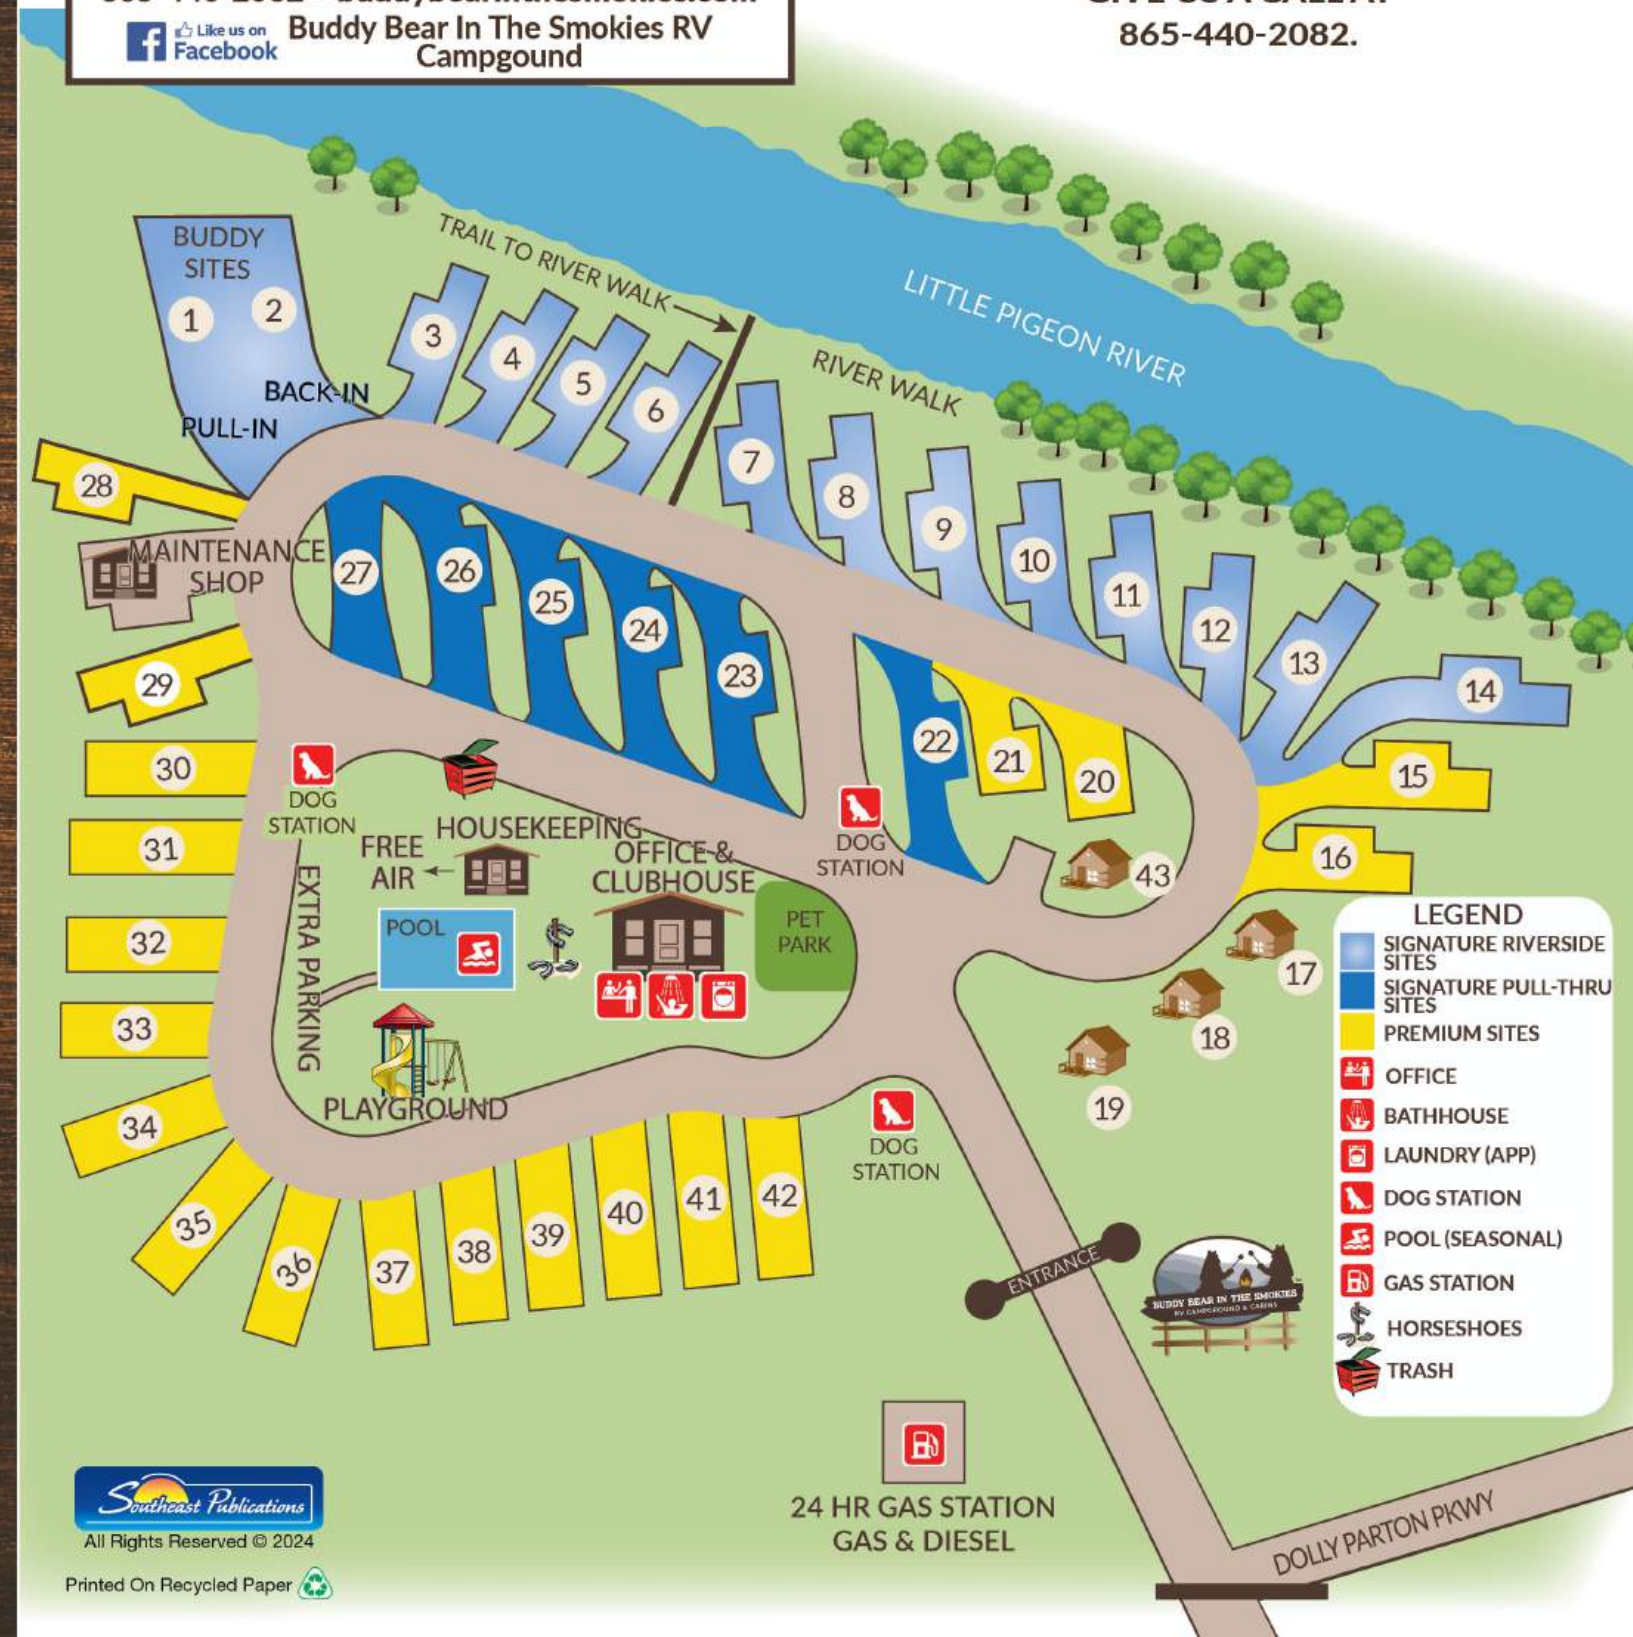 Like us on
Facebook
Buddy Bear In The Smokies RV
Campgound
865-440-2082.
BUDDY
SITES
1
2
BACK-IN
PULL-IN
TRAIL TO RIVER WALK
LITTLE PIGEON RIVER
RIVER WALK
3
4
5
6
7
8
9
10
11
12
13
14
15
16
28
MAINTENANCE
SHOP
27
26
25
24
23
22
21
20
29
30
31
32
33
34
35
36
37
38
39
40
41
42
DOG
STATION
EXTRA PARKING
FREE
AIR
HOUSEKEEPING
OFFICE &
CLUBHOUSE
POOL
PET
PARK
PLAYGROUND
DOG
STATION
43
17
18
19
DOG
STATION
ENTRANCE
BUDDY BEAR IN THE SMOKIES
RV CAMPGROUND & CABINS
LEGEND
SIGNATURE RIVERSIDE
SITES
SIGNATURE PULL-THRU
SITES
PREMIUM SITES
OFFICE
BATHHOUSE
LAUNDRY (APP)
DOG STATION
POOL (SEASONAL)
GAS STATION
HORSESHOES
TRASH
24 HR GAS STATION
GAS & DIESEL
DOLLY PARTON PKWY
Southeast Publications
All Rights Reserved © 2024
Printed On Recycled Paper